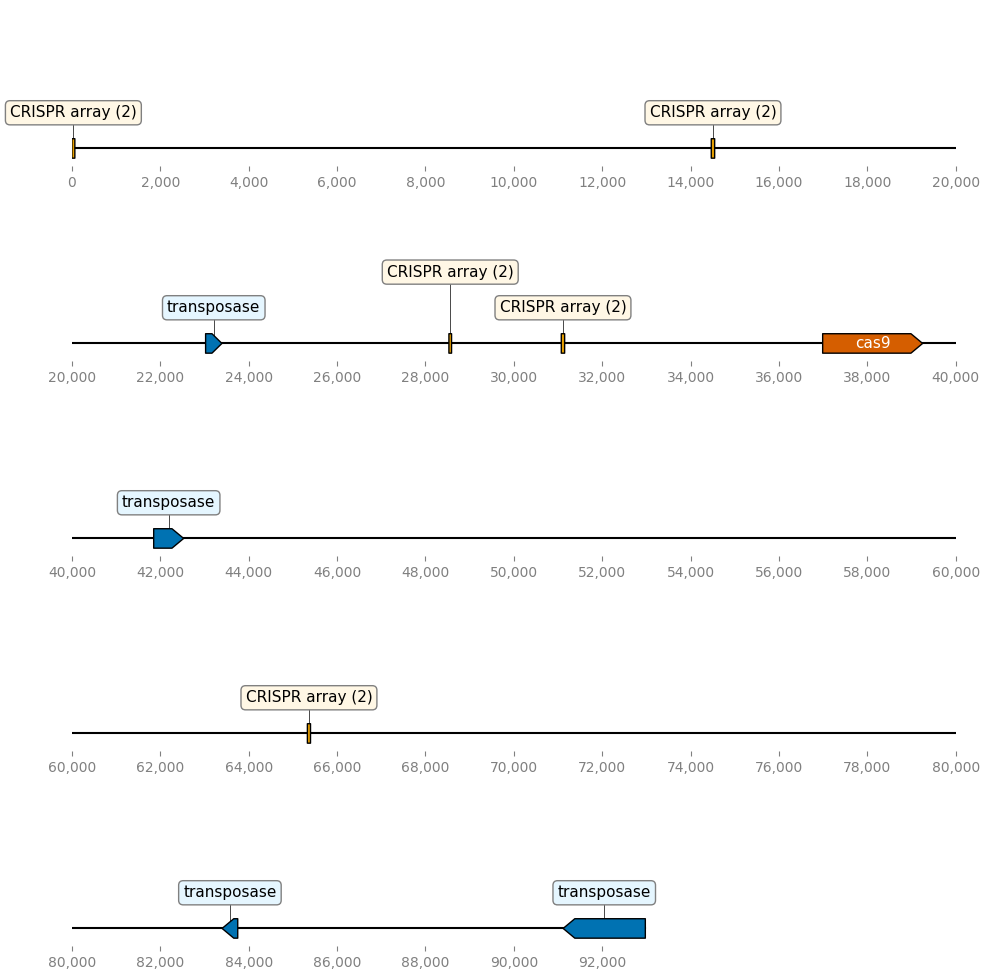 CRISPR array (2) CRISPR array (2)
0 2,000 4,000 6,000 8,000 10,000 12,000 14,000 16,000 18,000 20,000
CRISPR array (2)
transposase CRISPR array (2)
cas9
20,000 22,000 24,000 26,000 28,000 30,000 32,000 34,000 36,000 38,000 40,000
transposase
40,000 42,000 44,000 46,000 48,000 50,000 52,000 54,000 56,000 58,000 60,000
CRISPR array (2)
60,000 62,000 64,000 66,000 68,000 70,000 72,000 74,000 76,000 78,000 80,000
transposase transposase
80,000 82,000 84,000 86,000 88,000 90,000 92,000